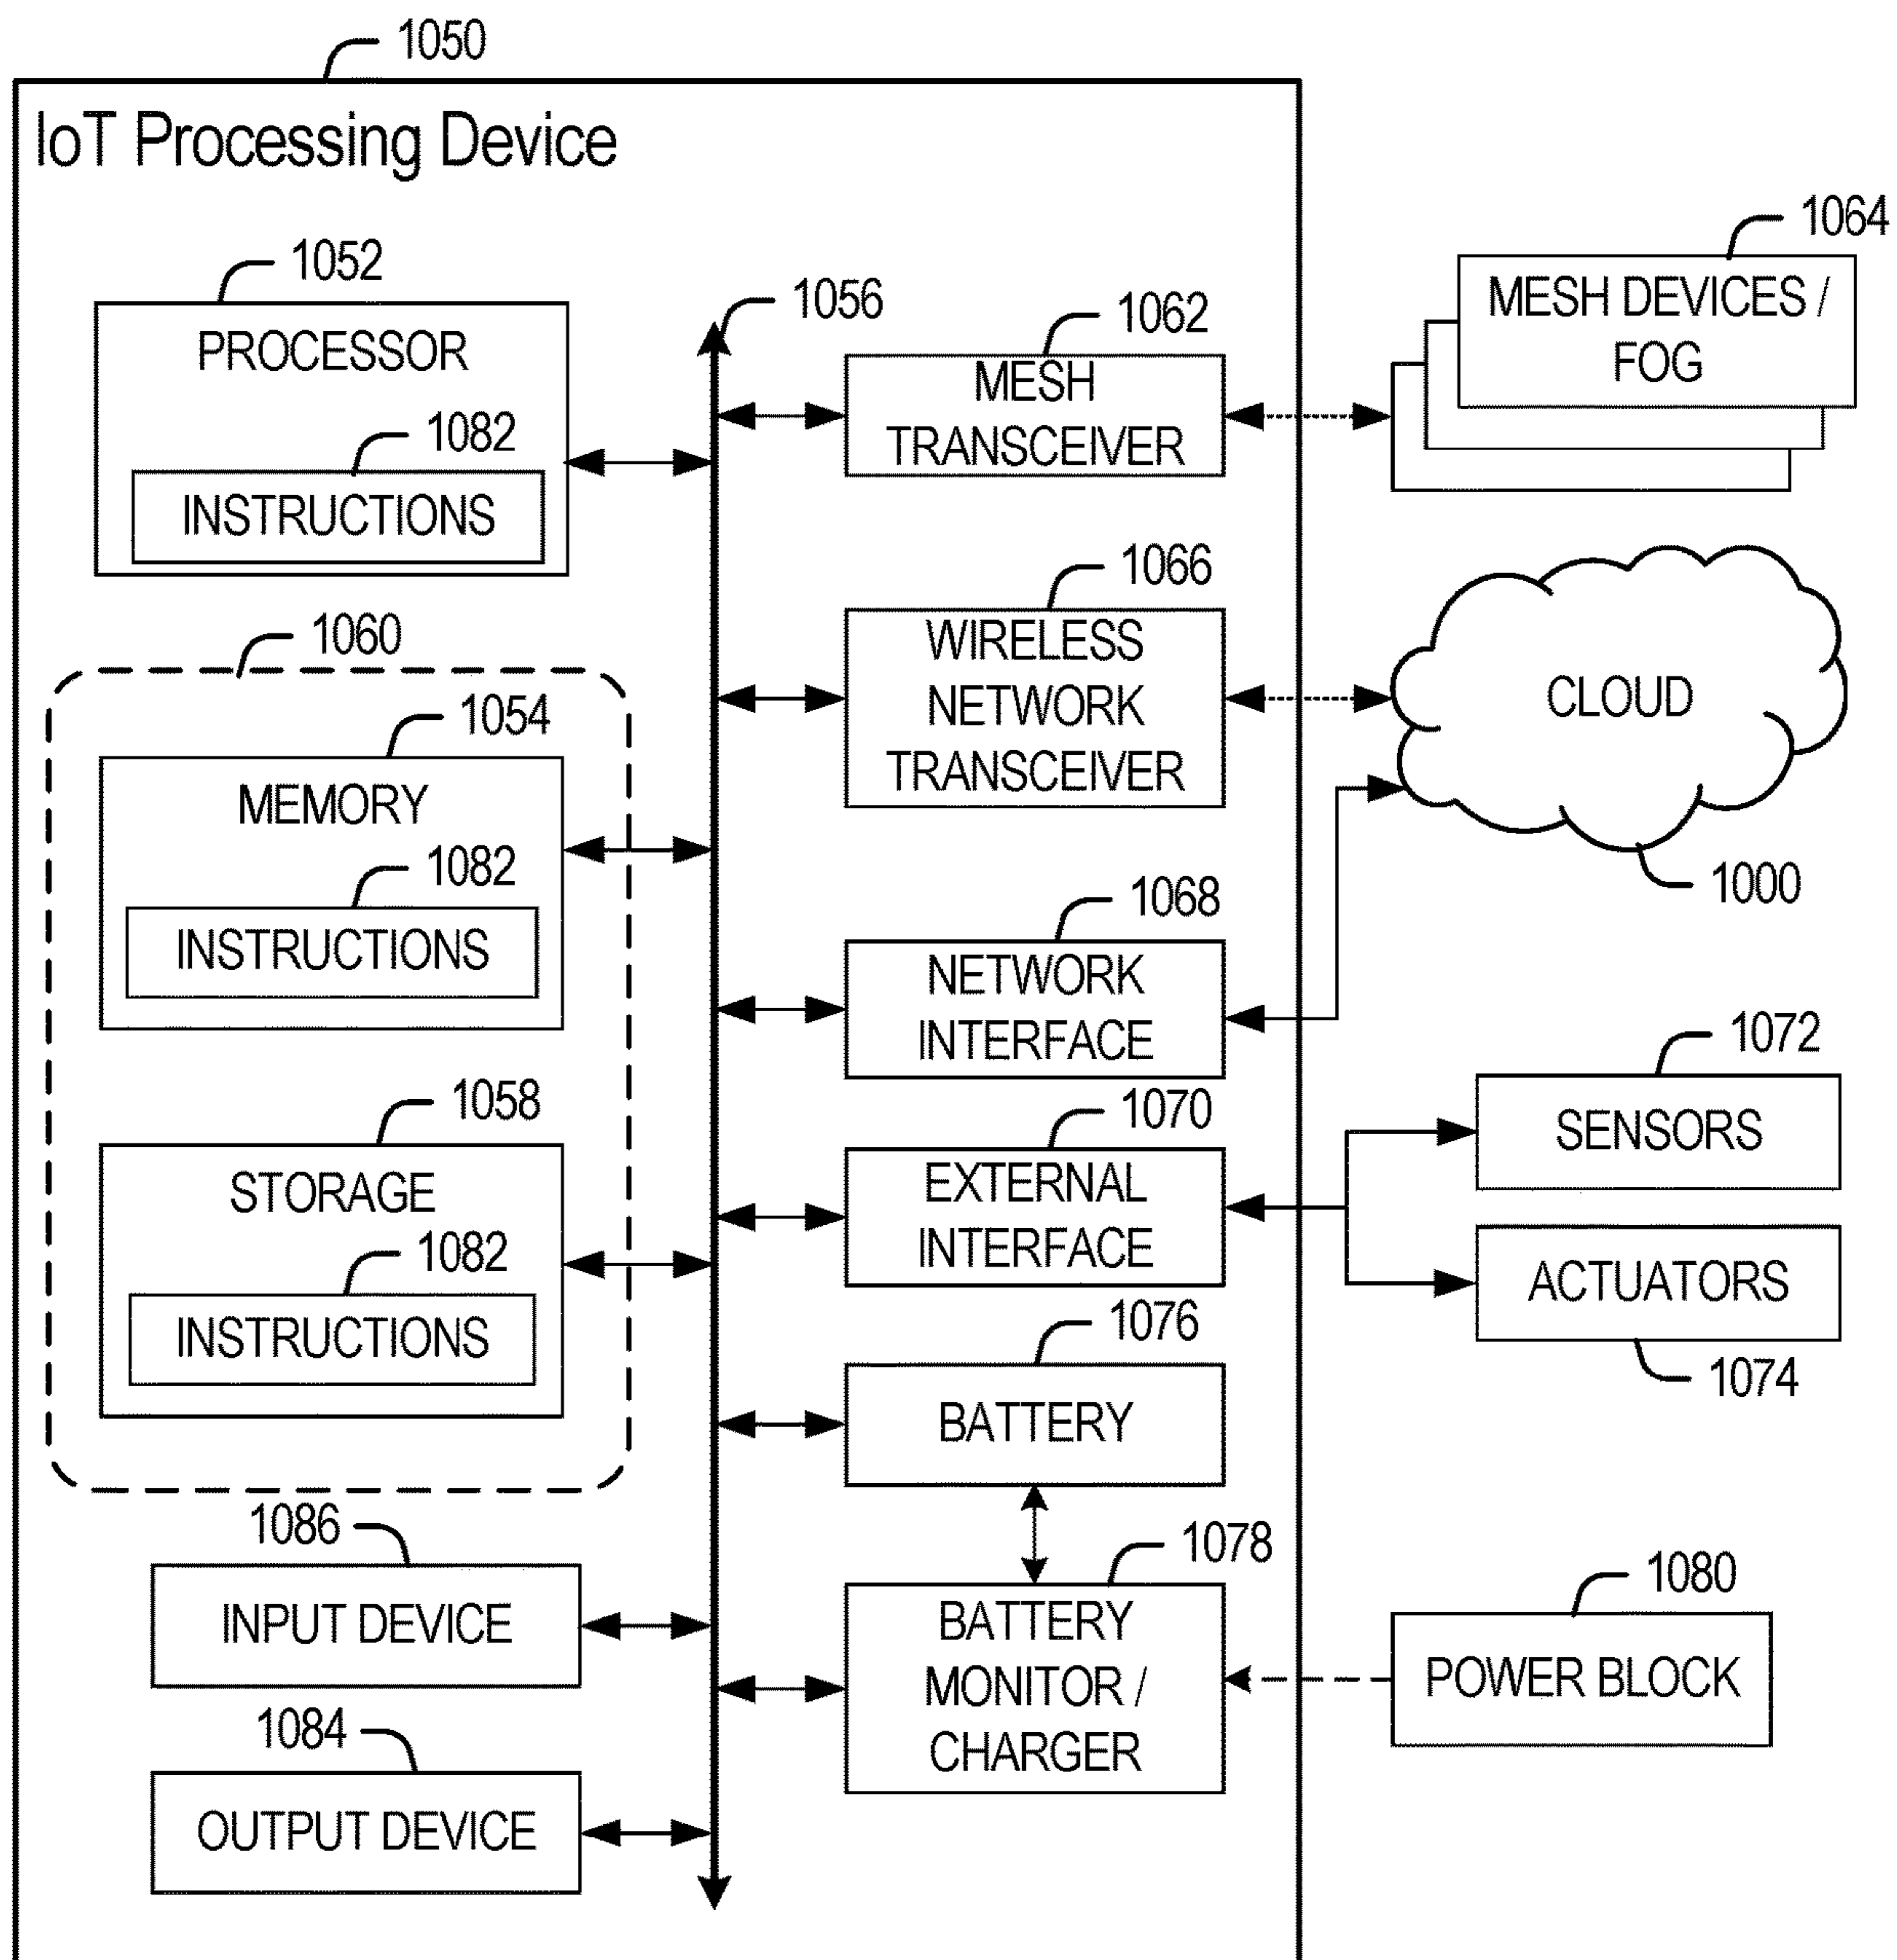 1050
IoT Processing Device
1052
PROCESSOR
1082
INSTRUCTIONS
1060
1054
MEMORY
1082
INSTRUCTIONS
1058
STORAGE
1082
INSTRUCTIONS
1086
INPUT DEVICE
1084
OUTPUT DEVICE
1056
1062
MESH
TRANSCEIVER
1066
WIRELESS
NETWORK
TRANSCEIVER
1068
NETWORK
INTERFACE
1070
EXTERNAL
INTERFACE
1076
BATTERY
1078
BATTERY
MONITOR /
CHARGER
1064
MESH DEVICES /
FOG
CLOUD
1000
1072
SENSORS
ACTUATORS
1074
1080
POWER BLOCK